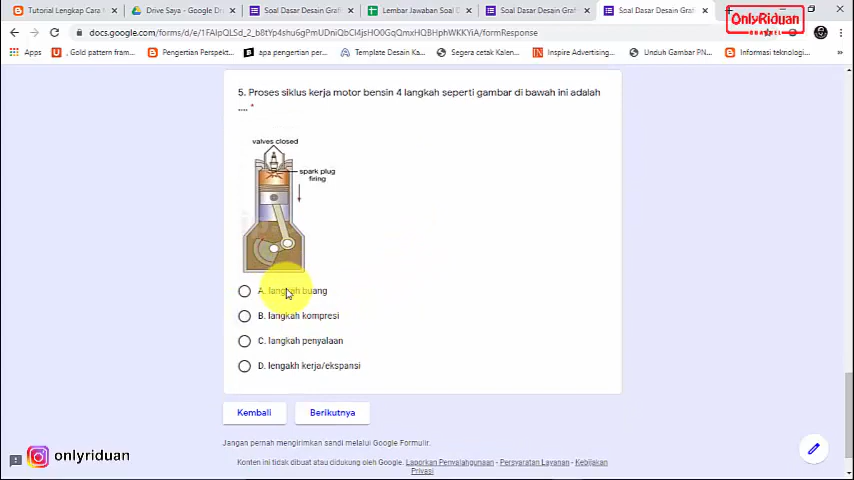 Tutorial Lengkap Cara
Drive Saya - Google Dr
Soal Dasar Desain Grafi
Lembar Jawaban Soal D
Soal Dasar Desain Graf
Soal Dasar Desain Graf
OnlyRiduan
docs.google.com/forms/d/e/1FAIpQLSd_2_b8tYp4shu6gPmUDniQbCl4jsHO0GqQmxHQBHphWKKYiA/formResponse
Apps
, Gold pattern fram...
Pengertian Perspekt...
apa pengertian per...
Template Desain Ka...
Segera cetak Kalen...
Inspire Advertising...
Unduh Gambar PN...
Informasi teknologi...
5. Proses siklus kerja motor bensin 4 langkah seperti gambar di bawah ini adalah
.... *
valves closed
spark plug
firing
A. langkah buang
B. langkah kompresi
C. langkah penyalaan
D. lengakh kerja/ekspansi
Kembali
Berikutnya
Jangan pernah mengirimkan sandi melalui Google Formulir.
Konten ini tidak dibuat atau didukung oleh Google. Laporkan Penyalahgunaan - Persyaratan Layanan - Kebijakan
Privasi
onlyriduan